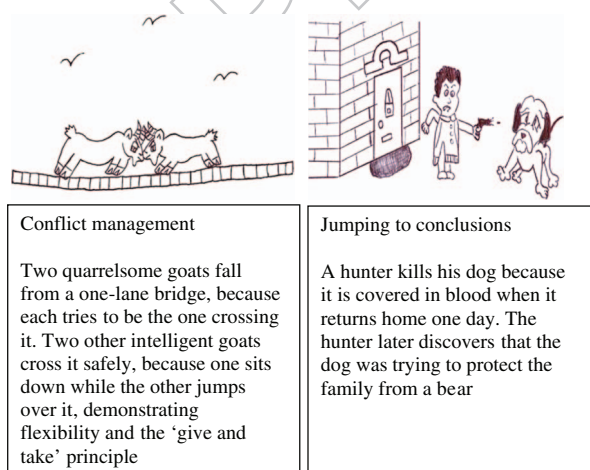 Conflict management
Two quarrelsome goats fall
from a one-lane bridge, because
each tries to be the one crossing
it. Two other intelligent goats
cross it safely, because one sits
down while the other jumps
over it, demonstrating
flexibility and the ‘give and
take’ principle
Jumping to conclusions
A hunter kills his dog because
it is covered in blood when it
returns home one day. The
hunter later discovers that the
dog was trying to protect the
family from a bear